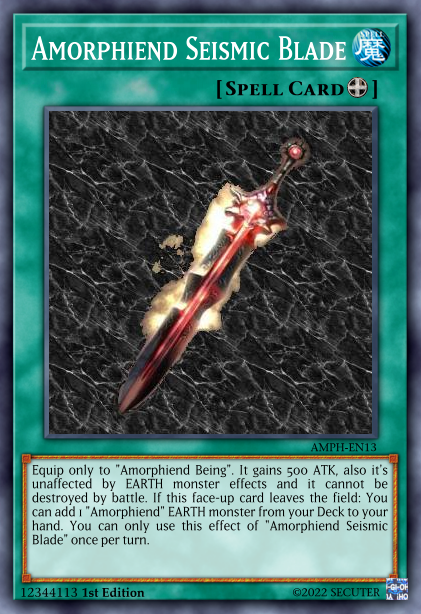 AMORPHIEND SEISMIC BLADE 魔
[SPELL CARD]
AMPH-EN13
Equip only to "Amorphiend Being". It gains 500 ATK, also it's
unaffected by EARTH monster effects and it cannot be
destroyed by battle. If this face-up card leaves the field: You
can add 1 "Amorphiend" EARTH monster from your Deck to your
hand. You can only use this effect of "Amorphiend Seismic
Blade" once per turn.
12344113 1st Edition ©2022 SECUTER